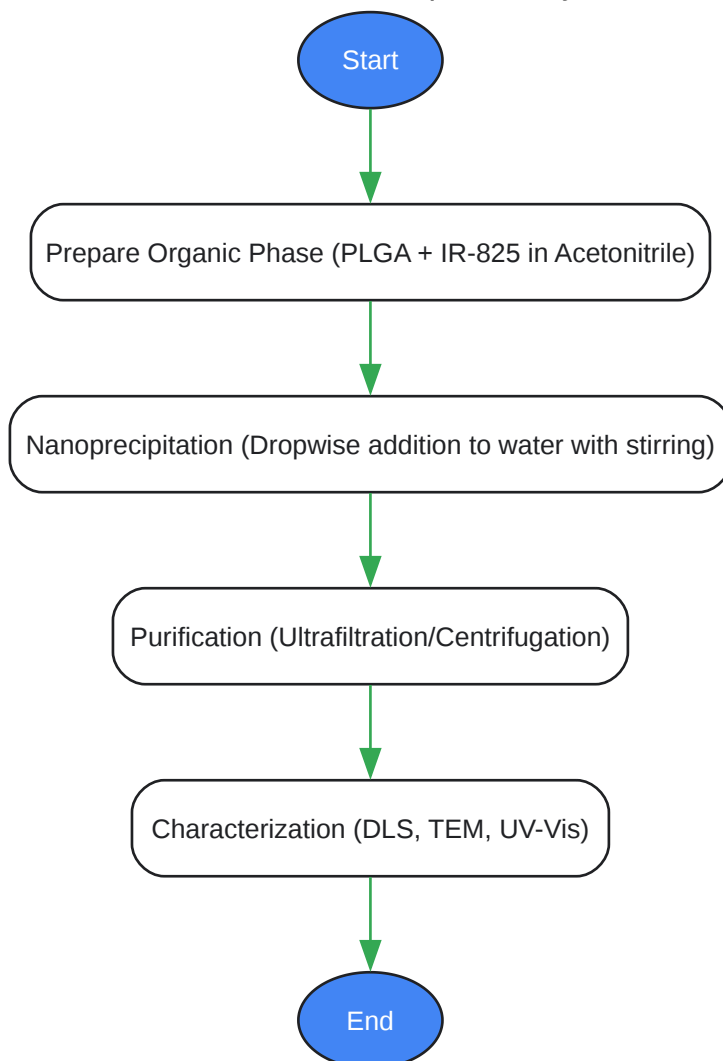 Start
Prepare Organic Phase (PLGA + IR-825 in Acetonitrile)
Nanoprecipitation (Dropwise addition to water with stirring)
Purification (Ultrafiltration/Centrifugation)
Characterization (DLS, TEM, UV-Vis)
End